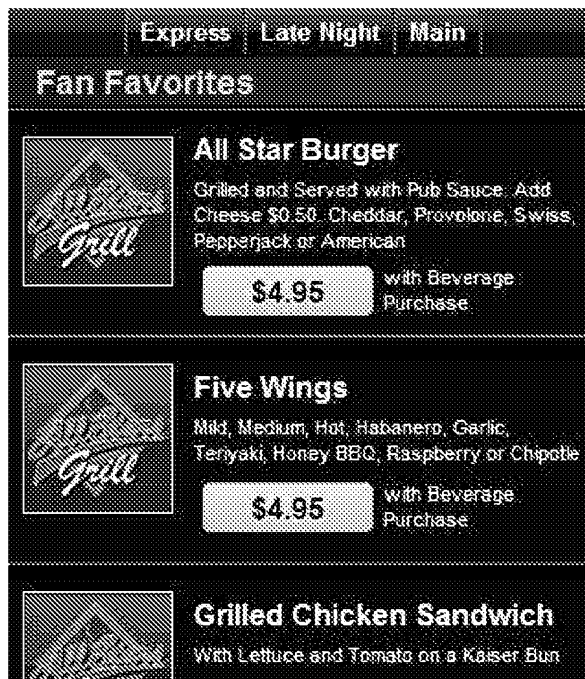 Express Late Night Main
Fan Favorites
All Star Burger
Grilled and Served with Pub Sauce. Add
Cheese $0.50. Cheddar, Provolone, Swiss,
Pepperjack or American
Grill
$4.95
with Beverage
Purchase
Five Wings
Mild, Medium, Hot, Habanero, Garlic,
Teriyaki, Honey BBQ, Raspberry or Chipotle
Grill
$4.95
with Beverage
Purchase
Grilled Chicken Sandwich
With Lettuce and Tomato on a Kaiser Bun